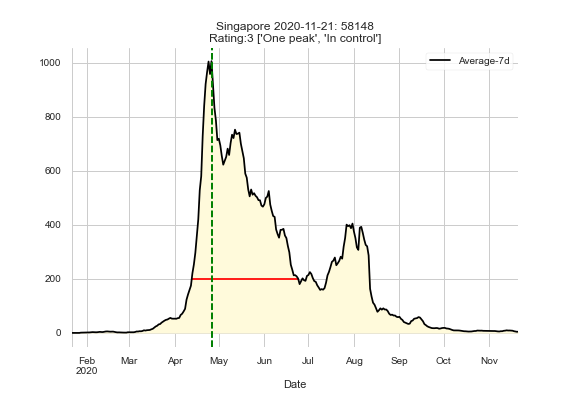 Singapore 2020-11-21: 58148
Rating:3 ['One peak', 'In control']
Average-7d
1000
800
600
400
200
0
Feb Mar Apr May Jun Jul Aug Sep Oct Nov
2020
Date